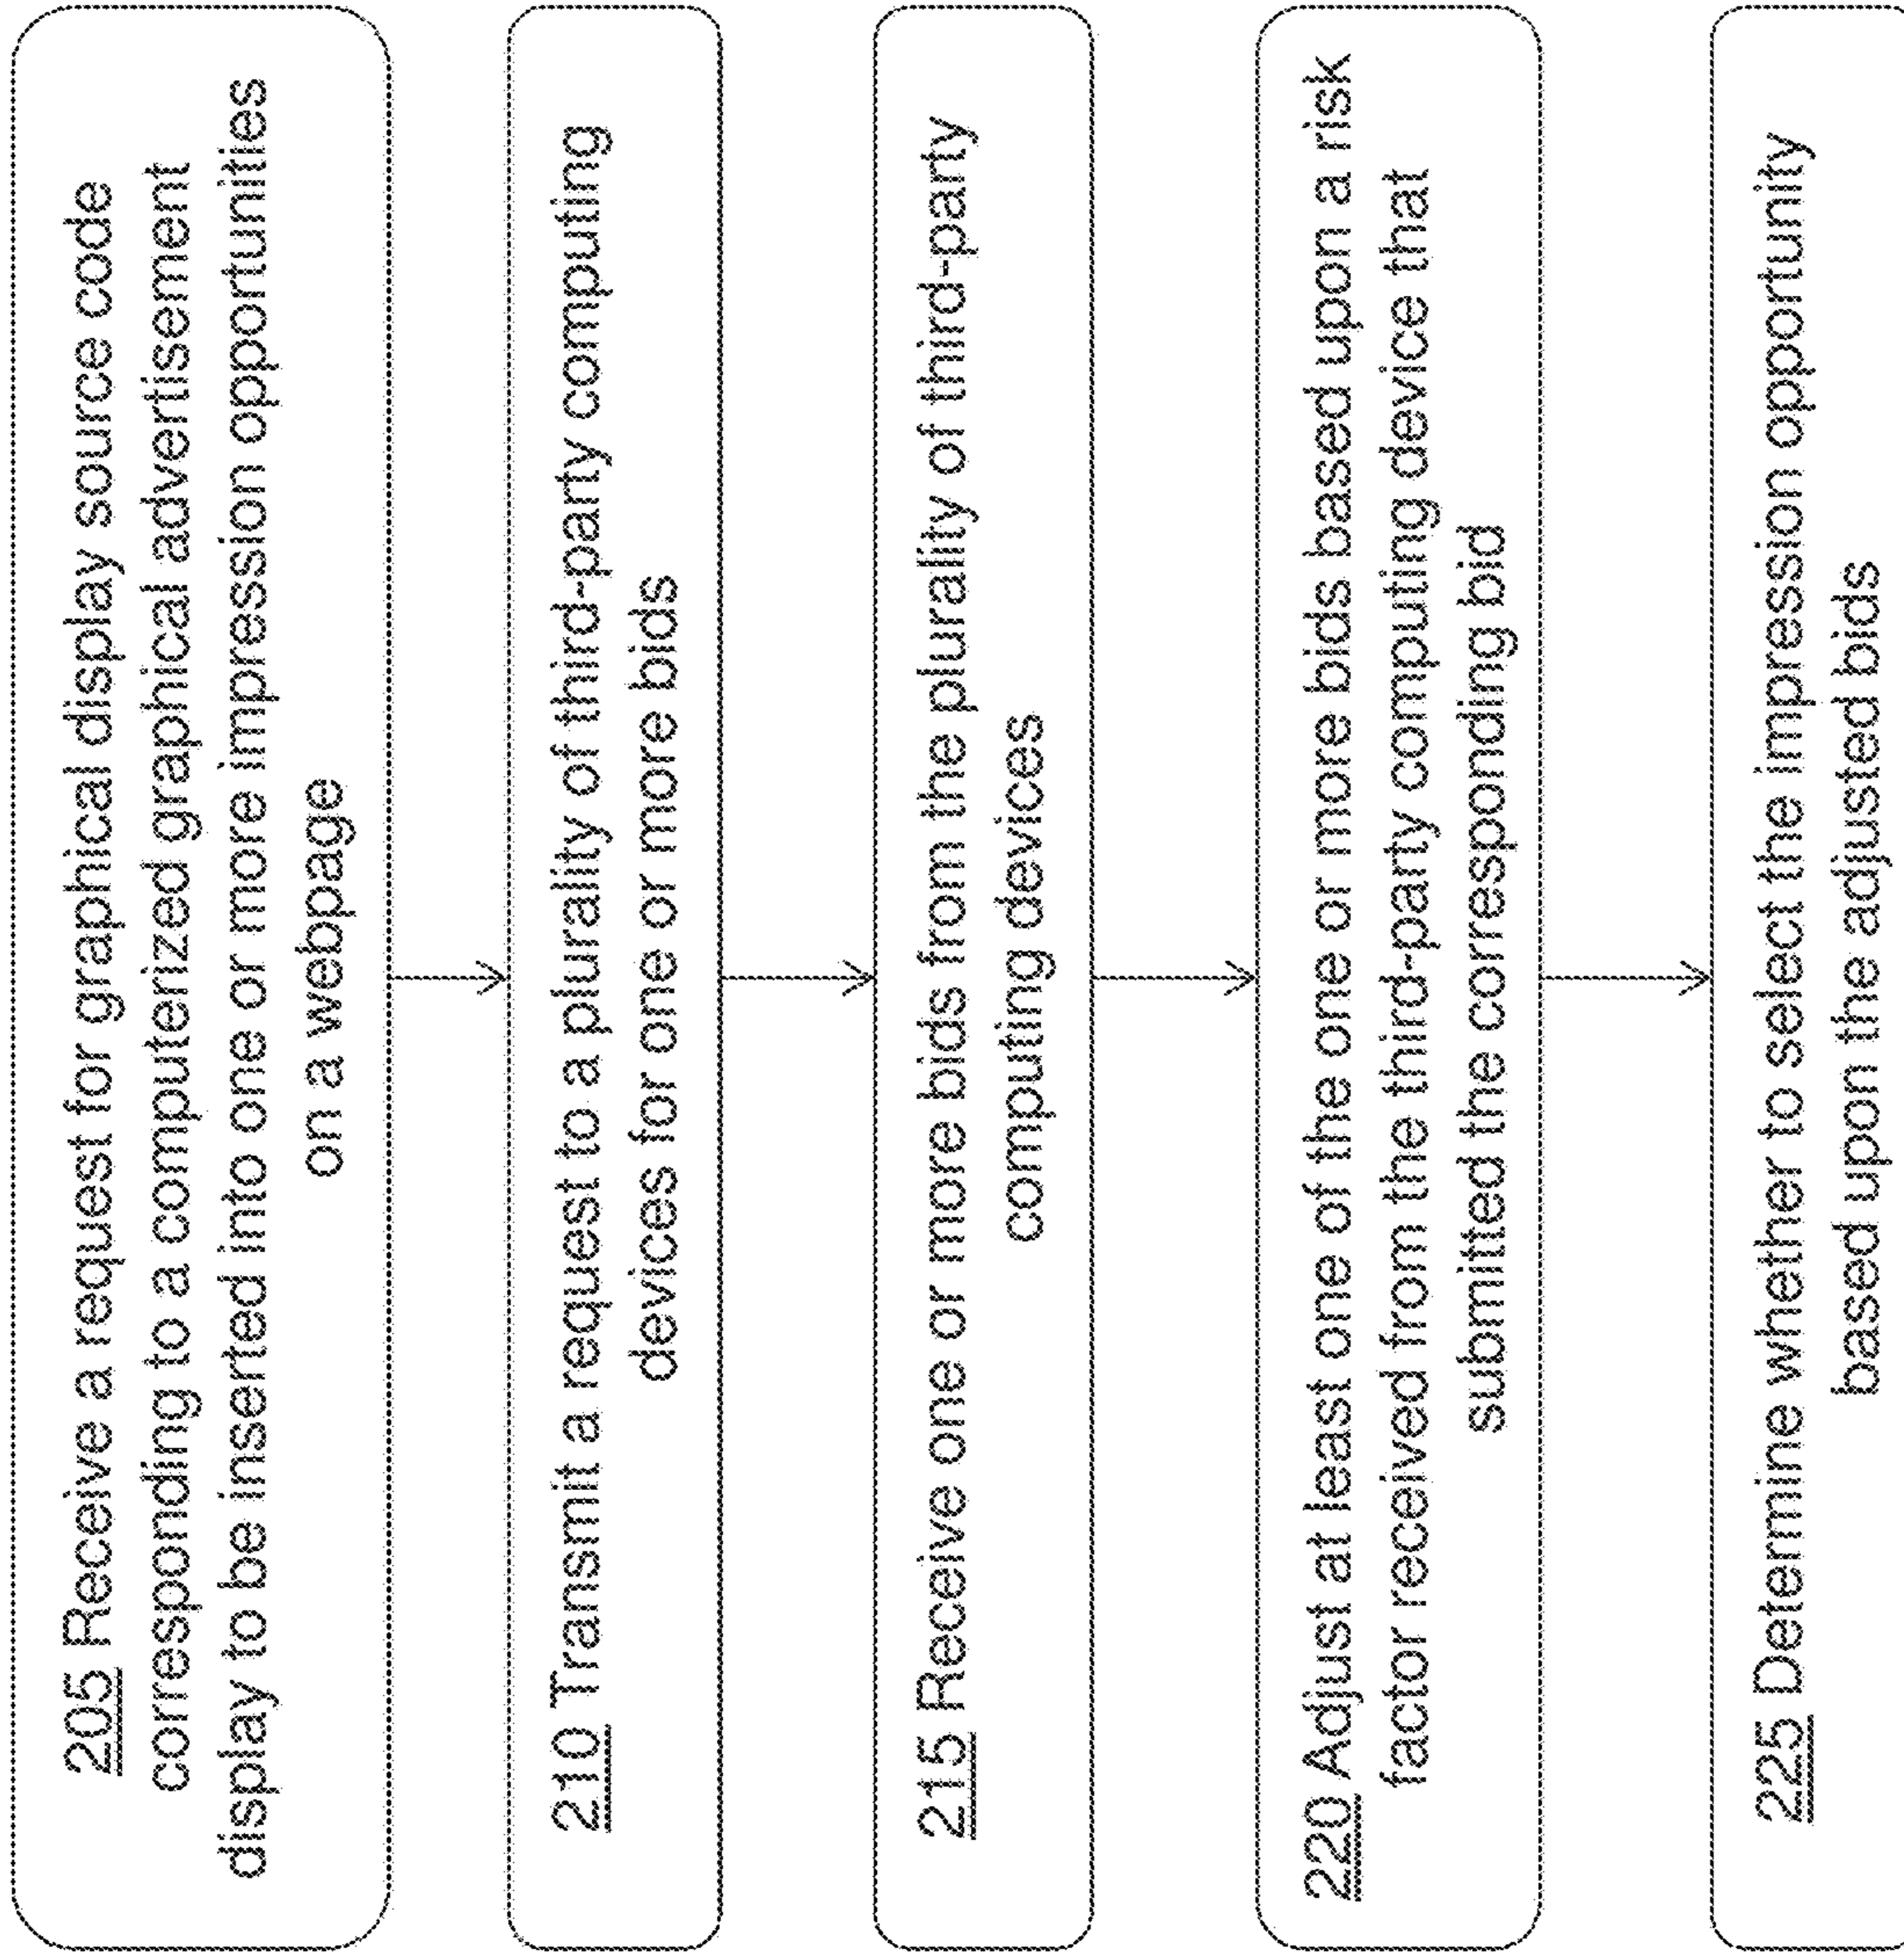 205 Receive a request for graphical display source code
corresponding to a computerized graphical advertisement
display to be inserted into one or more impression opportunities
on a webpage
210 Transmit a request to a plurality of third-party computing
devices for one or more bids
215 Receive one or more bids from the plurality of third-party
computing devices
220 Adjust at least one of the one or more bids based upon a risk
factor received from the third-party computing device that
submitted the corresponding bid
225 Determine whether to select the impression opportunity
based upon the adjusted bids